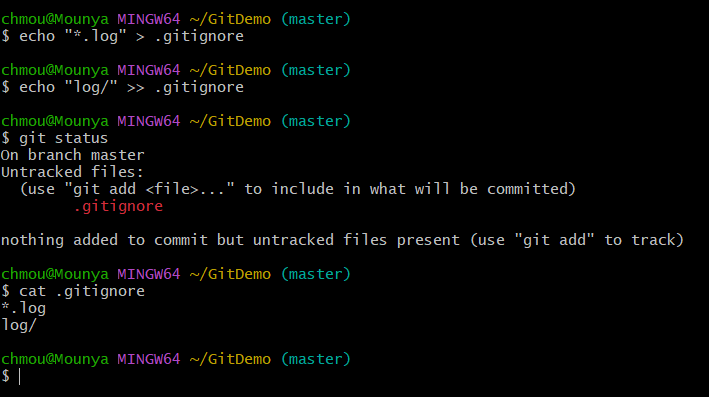 chmou@Mounya MINGW64 ~/GitDemo (master)
$ echo "*.log" > .gitignore
chmou@Mounya MINGW64 ~/GitDemo (master)
$ echo "log/" >> .gitignore
chmou@Mounya MINGW64 ~/GitDemo (master)
$ git status
On branch master
Untracked files:
  (use "git add <file>..." to include in what will be committed)
        .gitignore
nothing added to commit but untracked files present (use "git add" to track)
chmou@Mounya MINGW64 ~/GitDemo (master)
$ cat .gitignore
*.log
log/
chmou@Mounya MINGW64 ~/GitDemo (master)
$